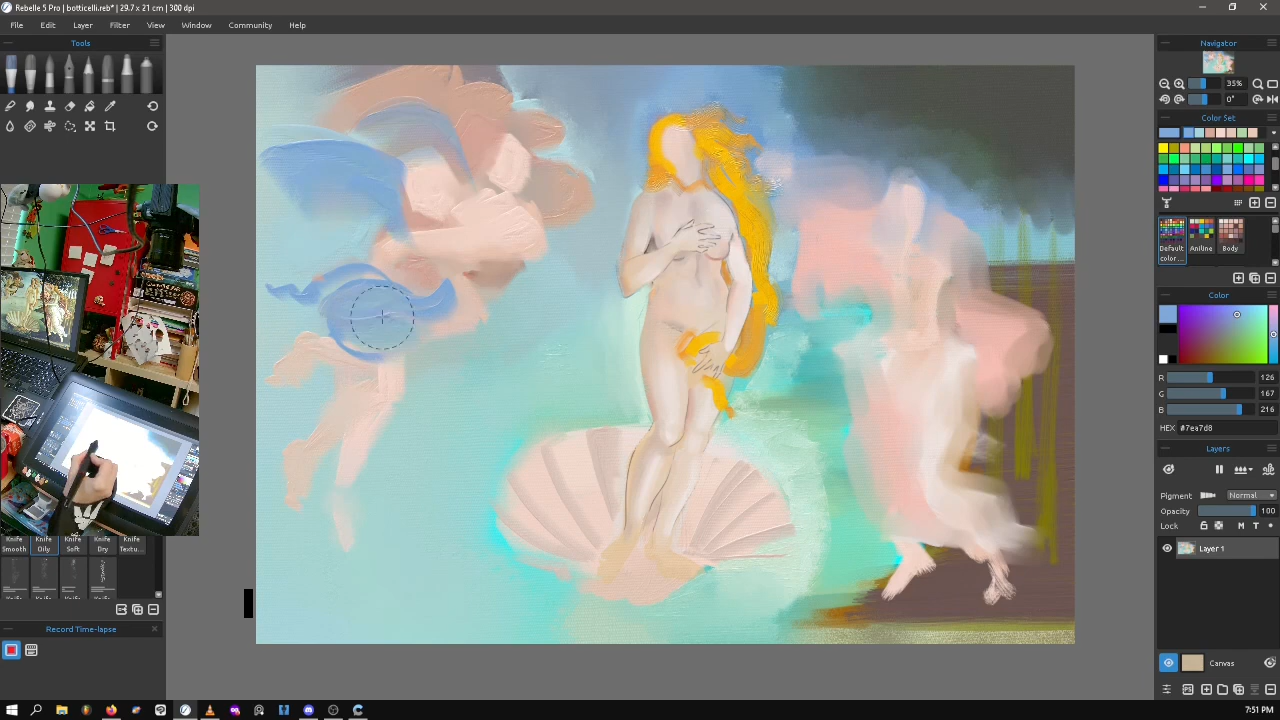 Rebelle 5 Pro | botticelli.reb* | 29.7 x 21 cm | 300 dpi
File Edit Layer Filter View Window Community Help
Tools
Navigator
35%
0°
Color Set
Default color ... Aniline Body
Color
R 126
G 167
B 216
HEX #7ea7d8
Layers
Pigment Normal
Opacity 100
Lock M T
Layer 1
Knife Smooth Knife Oily Knife Soft Knife Dry Knife Textu...
Record Time-lapse
Canvas
PS
7:51 PM